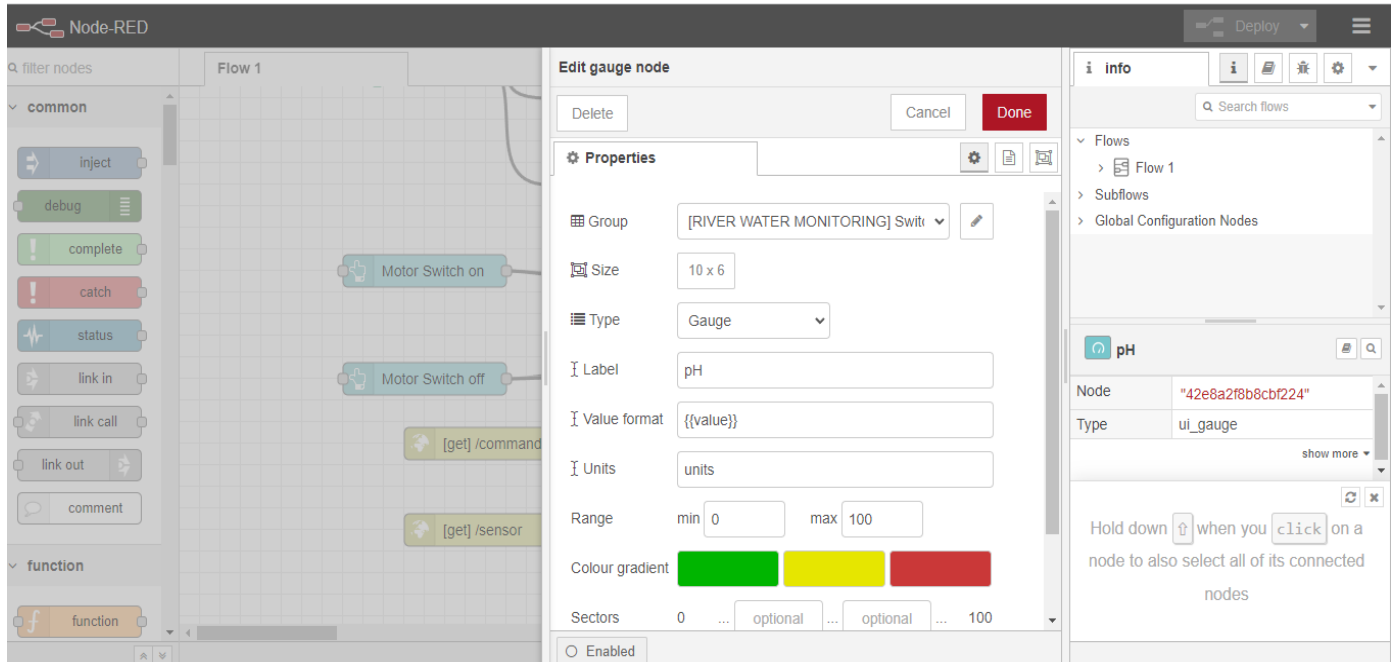 Node-RED
Deploy
filter nodes
common
inject
debug
complete
catch
status
link in
link call
link out
comment
function
function
Flow 1
Motor Switch on
Motor Switch off
[get] /command
[get] /sensor
Edit gauge node
Delete
Cancel
Done
Properties
Group
[RIVER WATER MONITORING]
Size
10 x 6
Type
Gauge
Label
pH
Value format
{{value}}
Units
units
Range
min 0
max 100
Colour gradient
Sectors
0 ... optional ... optional ... 100
Enabled
i info
i
Search flows
Flows
Flow 1
Subflows
Global Configuration Nodes
pH
Node
"42e8a2f8b8cbf224"
Type
ui_gauge
show more
Hold down ⇧ when you click on a
node to also select all of its connected
nodes